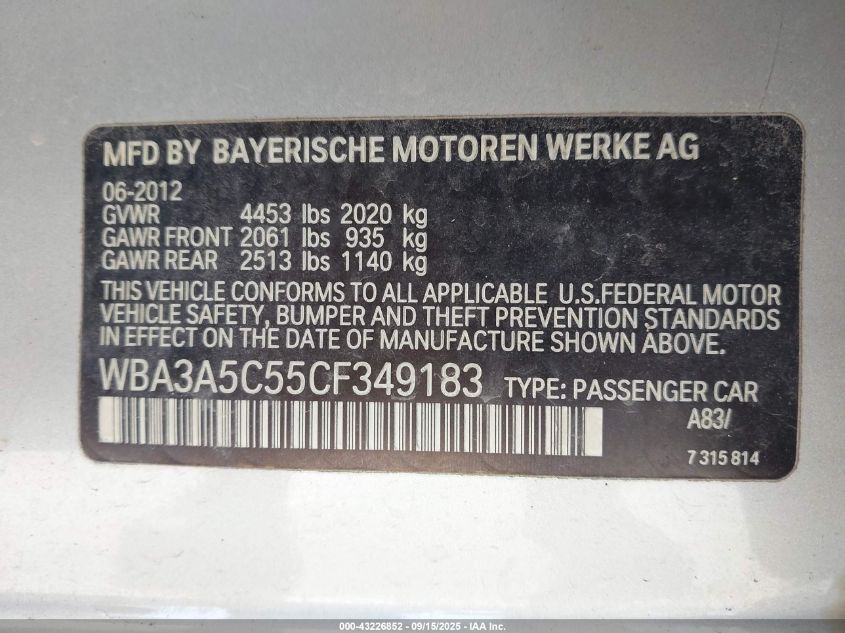 MFD BY BAYERISCHE MOTOREN WERKE AG
06-2012
GVWR 4453 lbs 2020 kg
GAWR FRONT 2061 lbs 935 kg
GAWR REAR 2513 lbs 1140 kg
THIS VEHICLE CONFORMS TO ALL APPLICABLE U.S.FEDERAL MOTOR
VEHICLE SAFETY, BUMPER AND THEFT PREVENTION STANDARDS
IN EFFECT ON THE DATE OF MANUFACTURE SHOWN ABOVE.
WBA3A5C55CF349183 TYPE: PASSENGER CAR
A83/
7 315 814
000-43226852 - 09/15/2025 - IAA Inc.